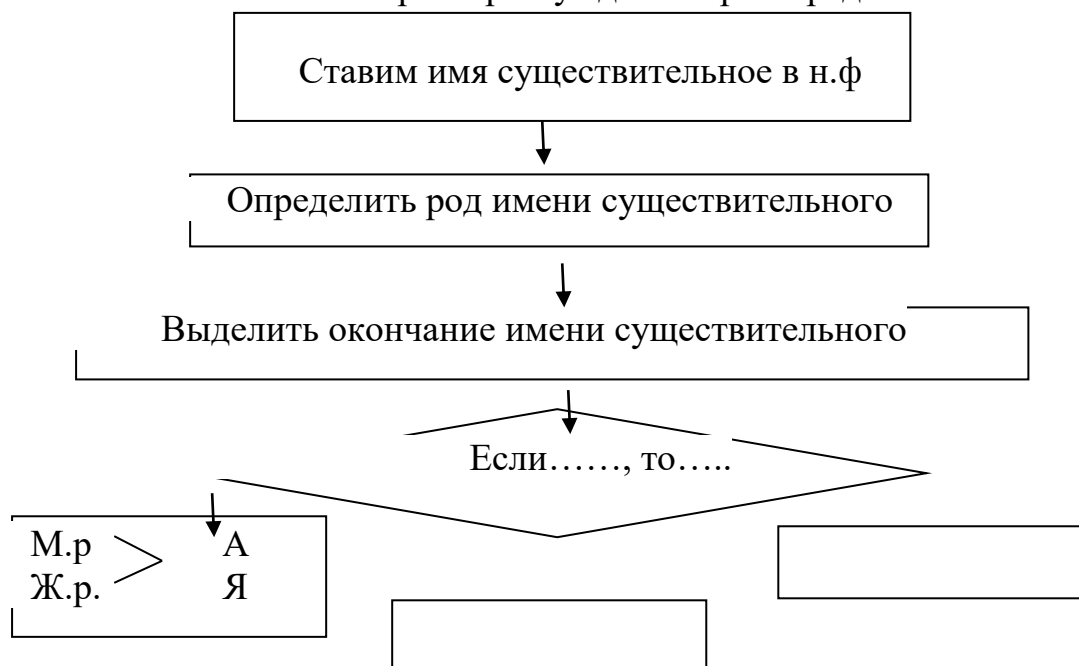 Ставим имя существительное в н.ф
Определить род имени существительного
Выделить окончание имени существительного
Если……, то…..
М.р А
Ж.р. Я